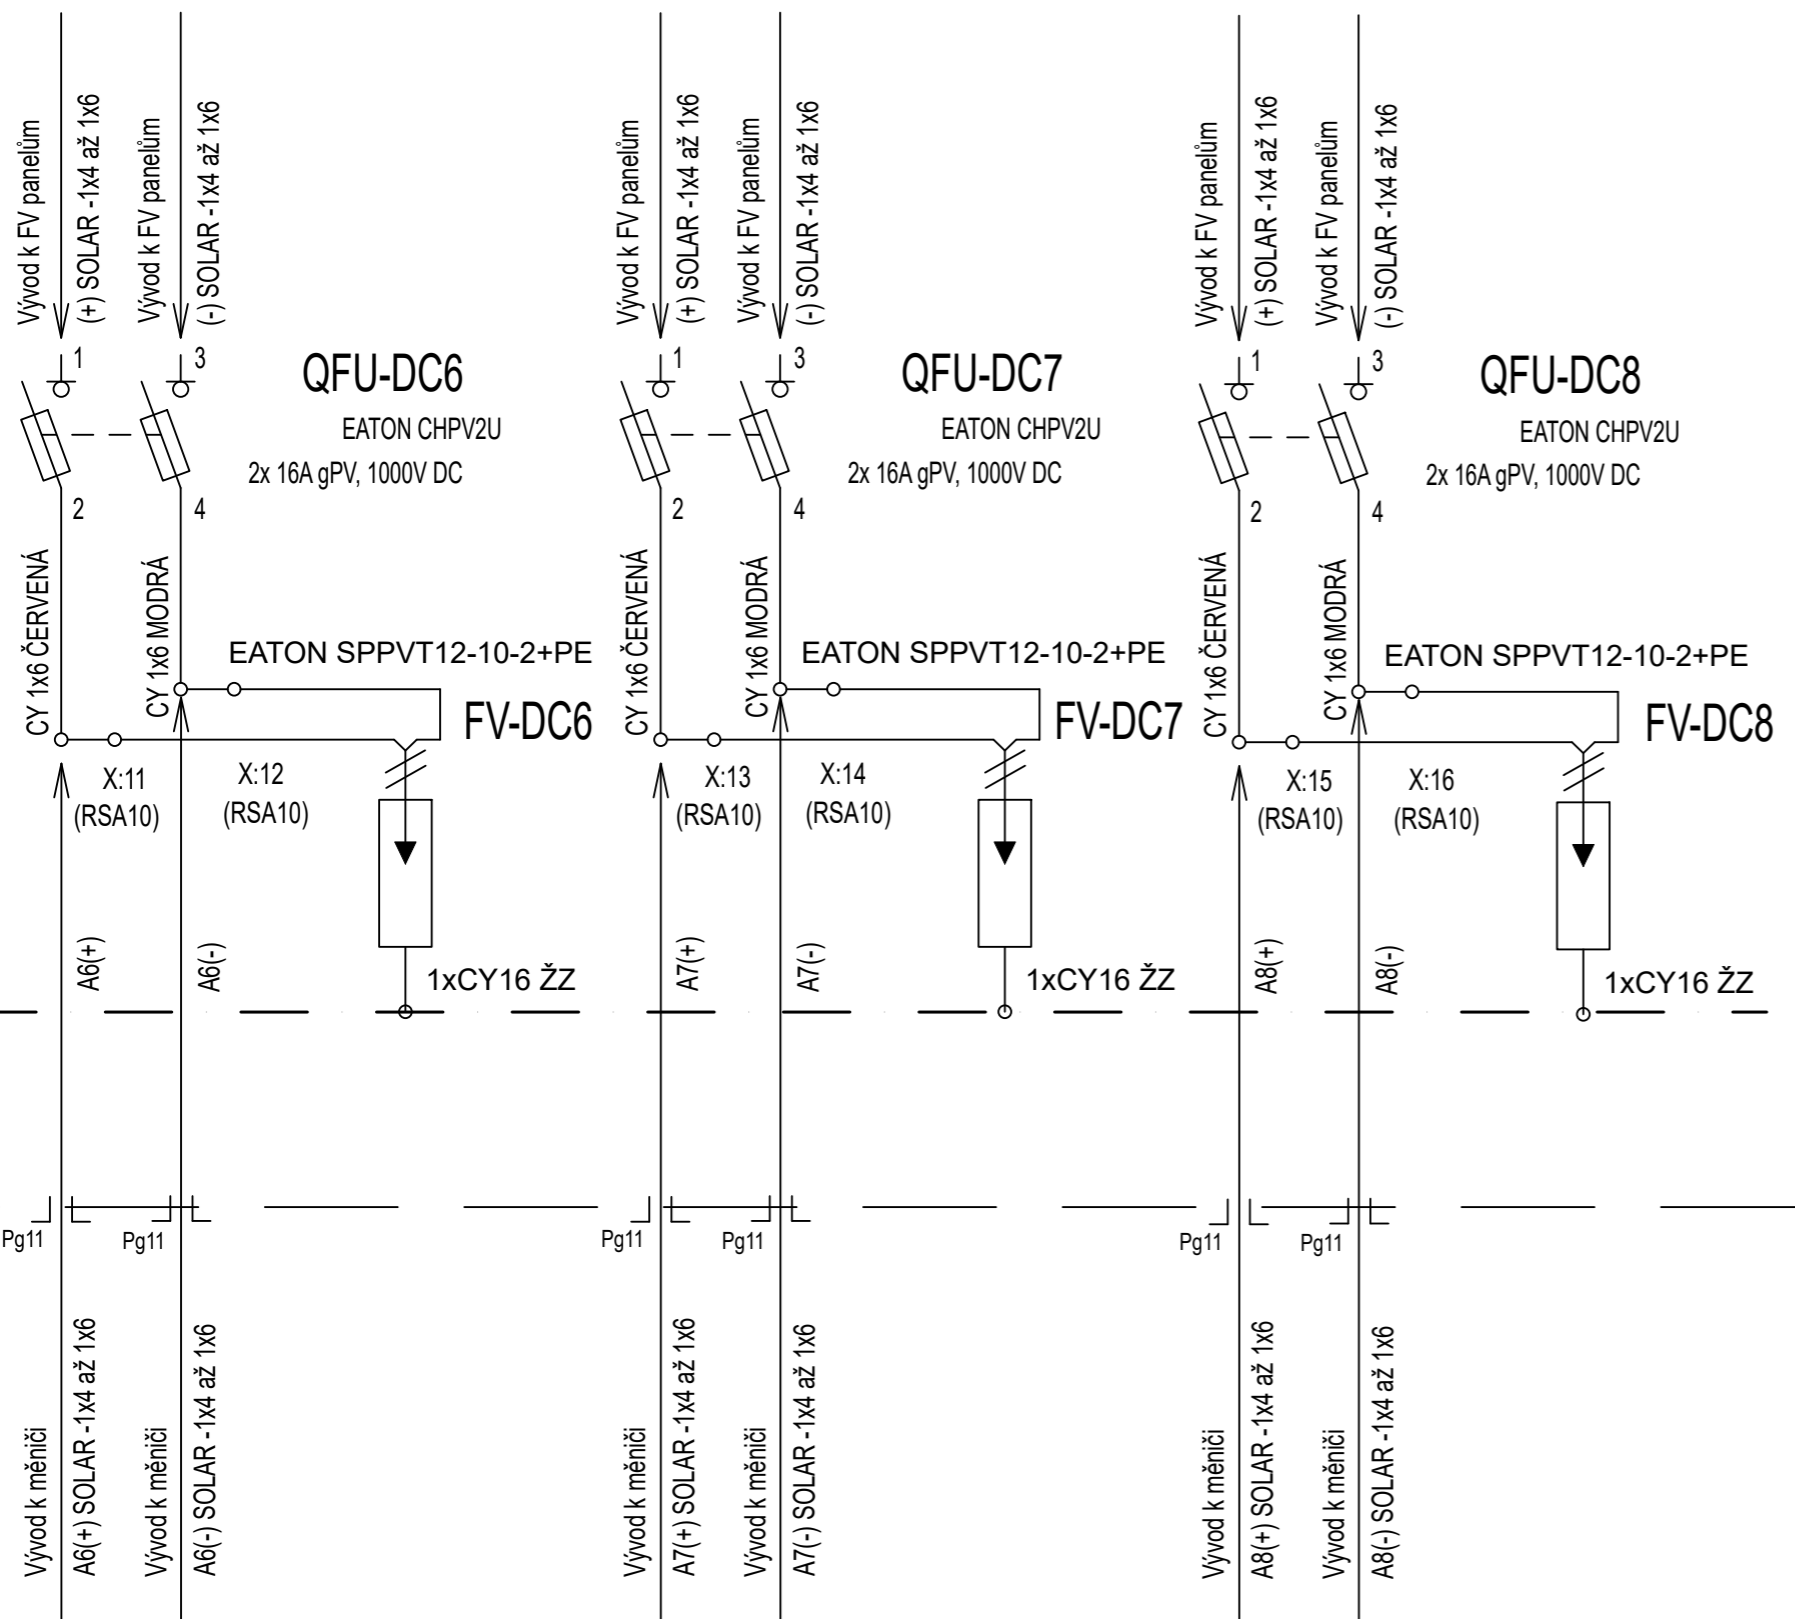 Vývod k FV panelům
(+) SOLAR -1x4 až 1x6
Vývod k FV panelům
(-) SOLAR -1x4 až 1x6
1
3
QFU-DC6
EATON CHPV2U
2x 16A gPV, 1000V DC
2
4
CY 1x6 ČERVENÁ
CY 1x6 MODRÁ
EATON SPPVT12-10-2+PE
FV-DC6
X:11
(RSA10)
X:12
(RSA10)
A6(+)
A6(-)
1xCY16 ŽZ
Pg11
Pg11
Vývod k měniči
A6(+) SOLAR -1x4 až 1x6
Vývod k měniči
A6(-) SOLAR -1x4 až 1x6
Vývod k FV panelům
(+) SOLAR -1x4 až 1x6
Vývod k FV panelům
(-) SOLAR -1x4 až 1x6
1
3
QFU-DC7
EATON CHPV2U
2x 16A gPV, 1000V DC
2
4
CY 1x6 ČERVENÁ
CY 1x6 MODRÁ
EATON SPPVT12-10-2+PE
FV-DC7
X:13
(RSA10)
X:14
(RSA10)
A7(+)
A7(-)
1xCY16 ŽZ
Pg11
Pg11
Vývod k měniči
A7(+) SOLAR -1x4 až 1x6
Vývod k měniči
A7(-) SOLAR -1x4 až 1x6
Vývod k FV panelům
(+) SOLAR -1x4 až 1x6
Vývod k FV panelům
(-) SOLAR -1x4 až 1x6
1
3
QFU-DC8
EATON CHPV2U
2x 16A gPV, 1000V DC
2
4
CY 1x6 ČERVENÁ
CY 1x6 MODRÁ
EATON SPPVT12-10-2+PE
FV-DC8
X:15
(RSA10)
X:16
(RSA10)
A8(+)
A8(-)
1xCY16 ŽZ
Pg11
Pg11
Vývod k měniči
A8(+) SOLAR -1x4 až 1x6
Vývod k měniči
A8(-) SOLAR -1x4 až 1x6